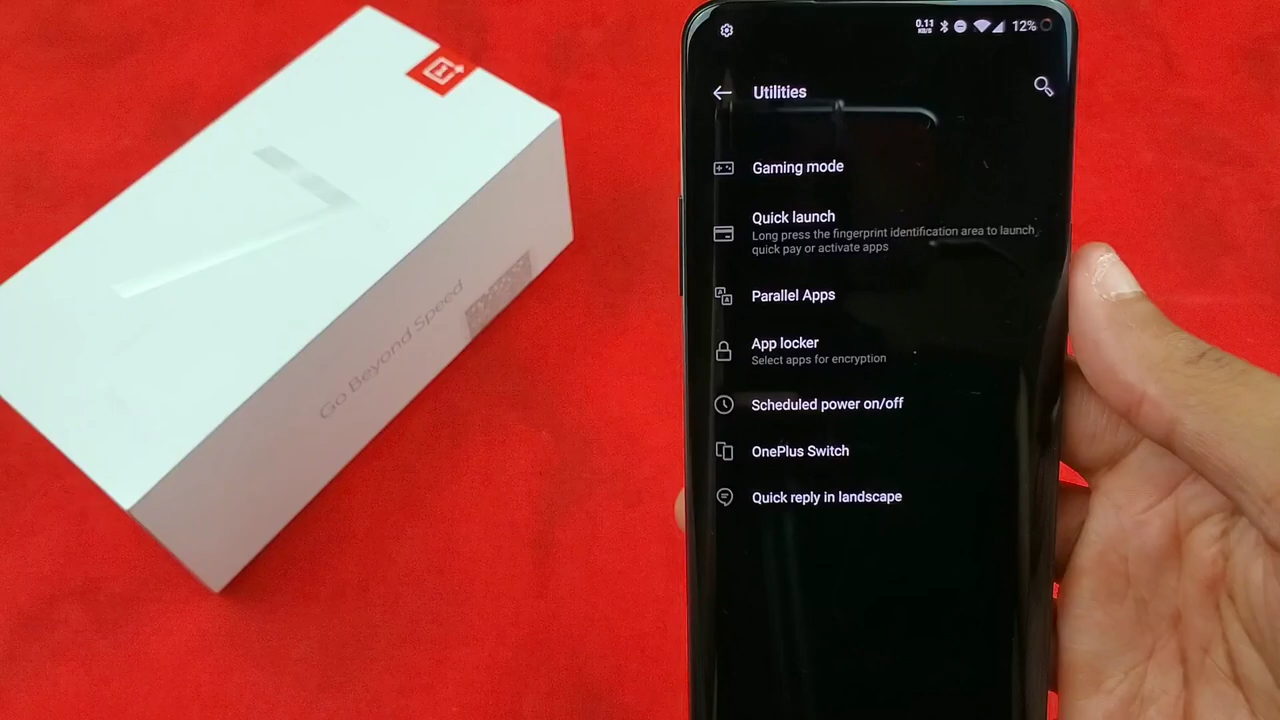 7
Go Beyond Speed
0.11
KB/S
12%
Utilities
Gaming mode
Quick launch
Long press the fingerprint identification area to launch
quick pay or activate apps
Parallel Apps
App locker
Select apps for encryption
Scheduled power on/off
OnePlus Switch
Quick reply in landscape